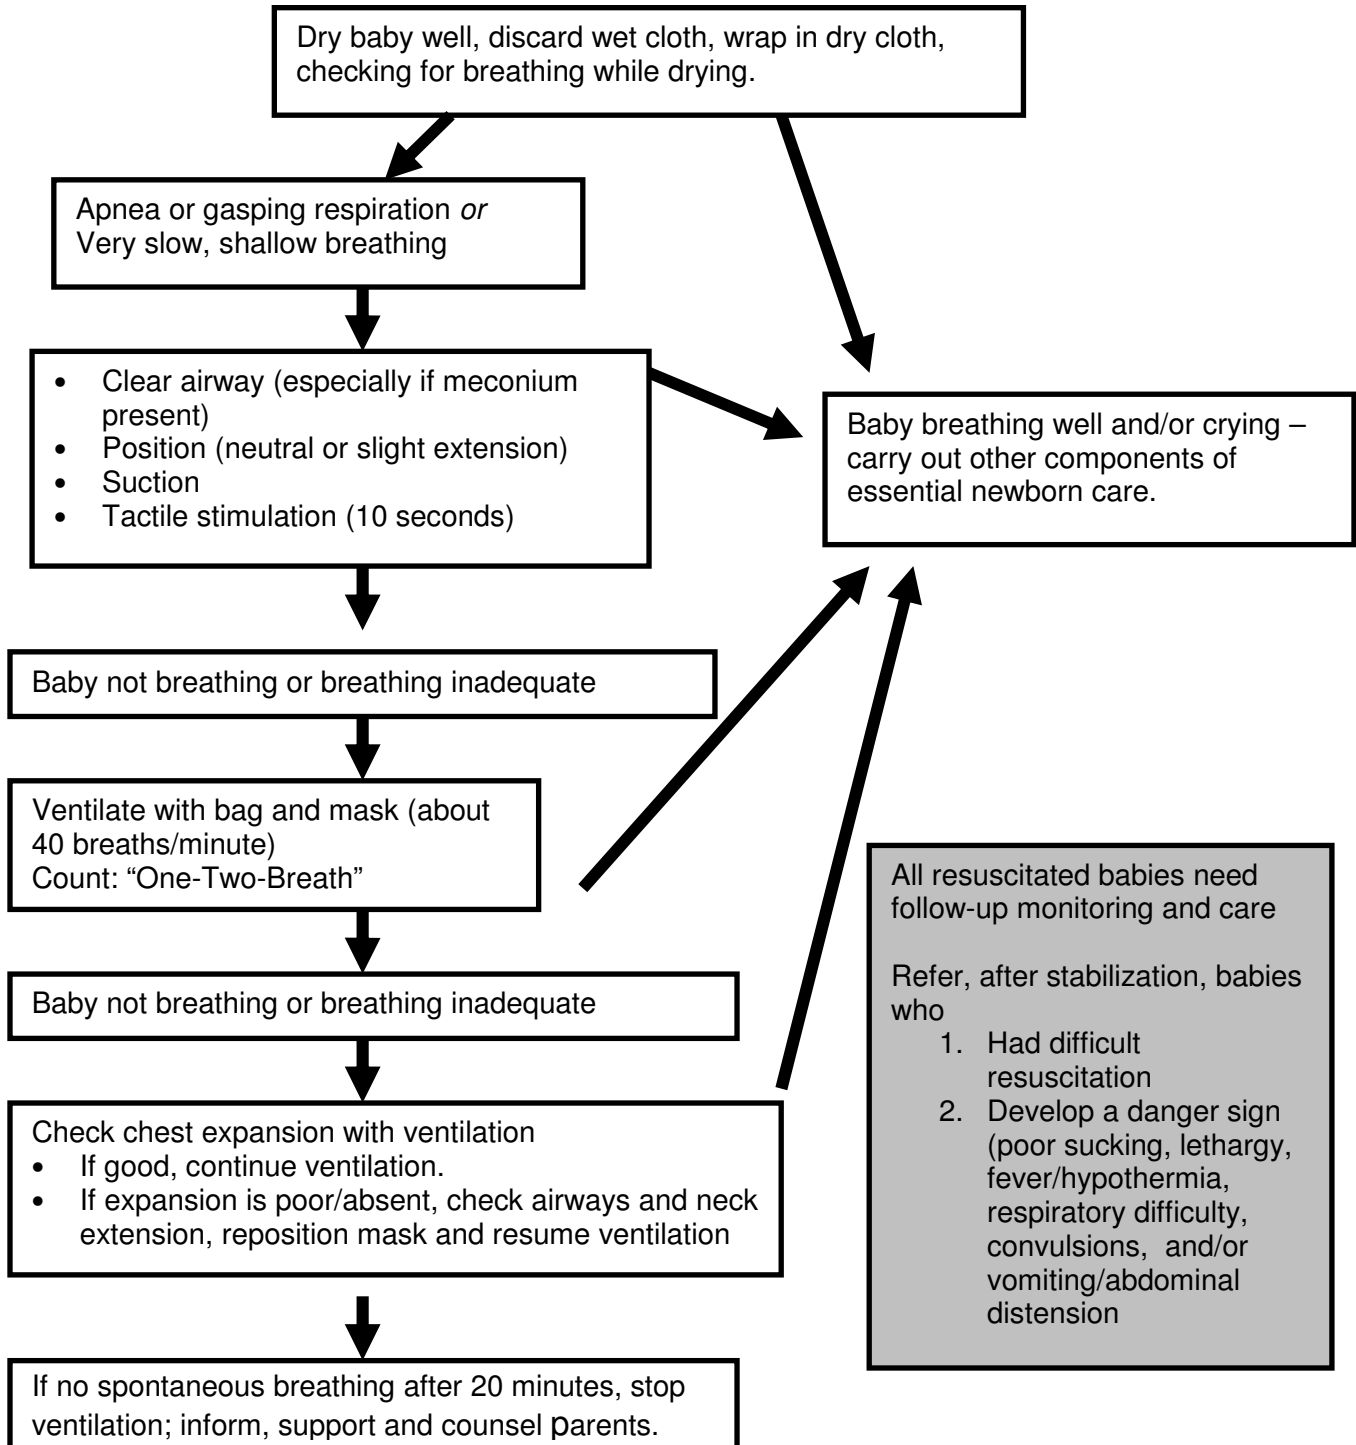 Dry baby well, discard wet cloth, wrap in dry cloth,
checking for breathing while drying.
Apnea or gasping respiration or
Very slow, shallow breathing
• Clear airway (especially if meconium
present)
• Position (neutral or slight extension)
• Suction
• Tactile stimulation (10 seconds)
Baby breathing well and/or crying –
carry out other components of
essential newborn care.
Baby not breathing or breathing inadequate
Ventilate with bag and mask (about
40 breaths/minute)
Count: “One-Two-Breath”
Baby not breathing or breathing inadequate
Check chest expansion with ventilation
• If good, continue ventilation.
• If expansion is poor/absent, check airways and neck
extension, reposition mask and resume ventilation
If no spontaneous breathing after 20 minutes, stop
ventilation; inform, support and counsel parents.
All resuscitated babies need
follow-up monitoring and care
Refer, after stabilization, babies
who
1. Had difficult
resuscitation
2. Develop a danger sign
(poor sucking, lethargy,
fever/hypothermia,
respiratory difficulty,
convulsions, and/or
vomiting/abdominal
distension